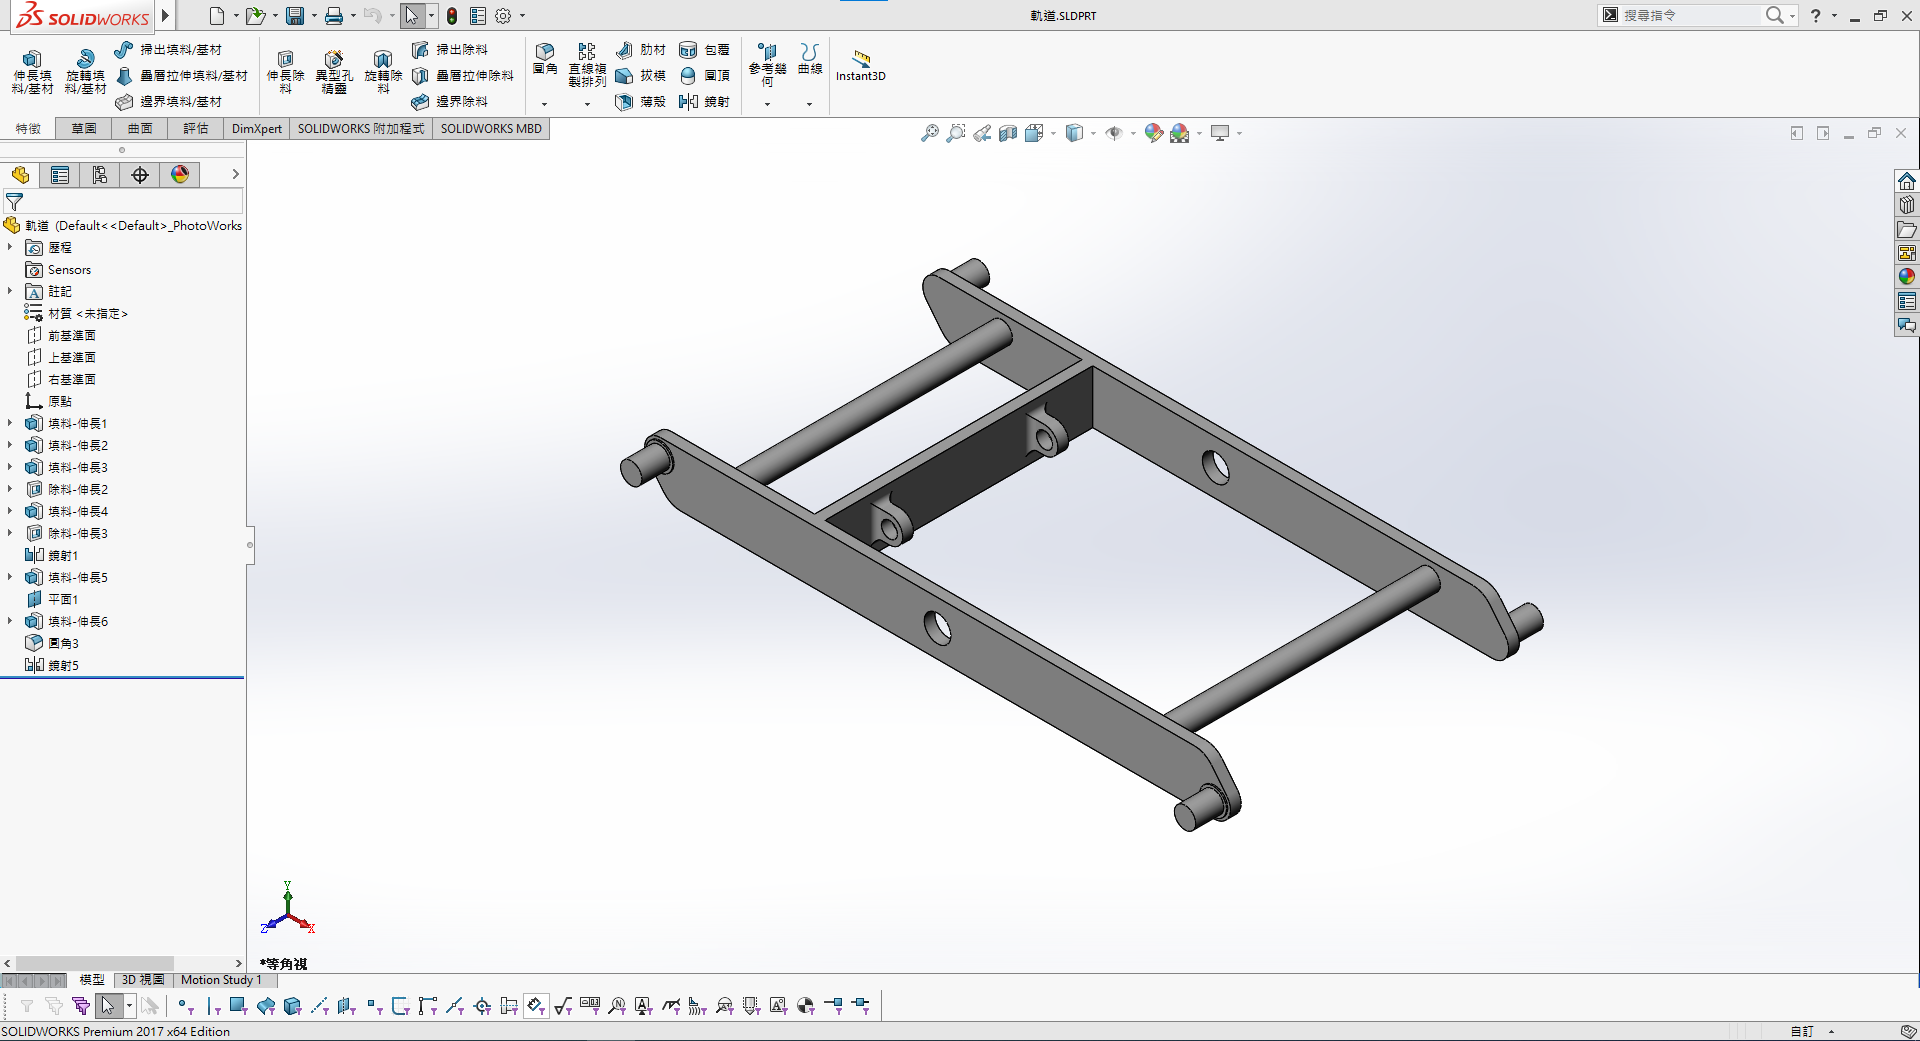 SOLIDWORKS
軌道.SLDPRT
搜尋指令
伸長填料/基材
旋轉填料/基材
掃出填料/基材
疊層拉伸填料/基材
邊界填料/基材
伸長除料
異型孔精靈
旋轉除料
掃出除料
疊層拉伸除料
邊界除料
圓角
直線複製排列
肋材
拔模
薄殼
包覆
圓頂
鏡射
參考幾何
曲線
Instant3D
特徵
草圖
曲面
評估
DimXpert
SOLIDWORKS 附加程式
SOLIDWORKS MBD
軌道 (Default<<Default>_PhotoWorks
歷程
Sensors
註記
材質 <未指定>
前基準面
上基準面
右基準面
原點
填料-伸長1
填料-伸長2
填料-伸長3
除料-伸長2
填料-伸長4
除料-伸長3
鏡射1
填料-伸長5
平面1
填料-伸長6
圓角3
鏡射5
Y
Z
X
*等角視
模型
3D 視圖
Motion Study 1
SOLIDWORKS Premium 2017 x64 Edition
自訂